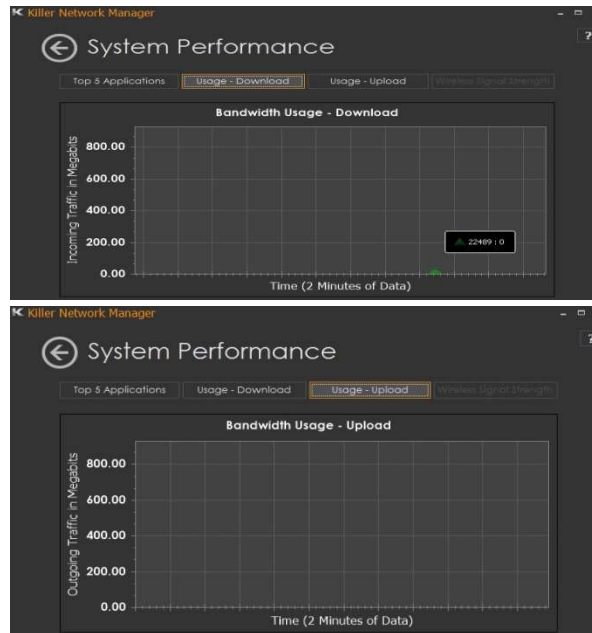 Killer Network Manager
?
System Performance
Top 5 Applications Usage - Download Usage - Upload Wireless Signal Strength
Bandwidth Usage - Download
Incoming Traffic in Megabits
800.00
600.00
400.00
200.00
0.00
22489 : 0
Time (2 Minutes of Data)
Killer Network Manager
?
System Performance
Top 5 Applications Usage - Download Usage - Upload Wireless Signal Strength
Bandwidth Usage - Upload
Outgoing Traffic in Megabits
800.00
600.00
400.00
200.00
0.00
Time (2 Minutes of Data)